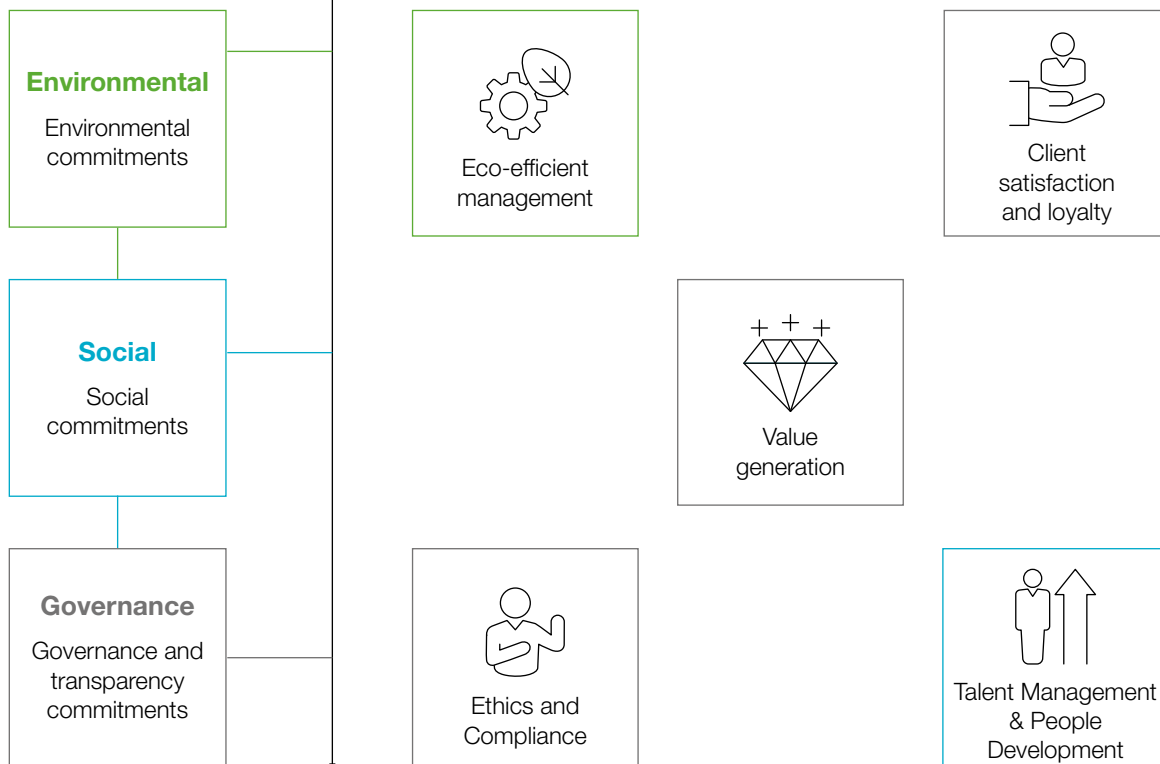 Environmental
Environmental
commitments
Eco-efficient
management
Client
satisfaction
and loyalty
Social
Social
commitments
Value
generation
Governance
Governance and
transparency
commitments
Ethics and
Compliance
Talent Management
& People
Development